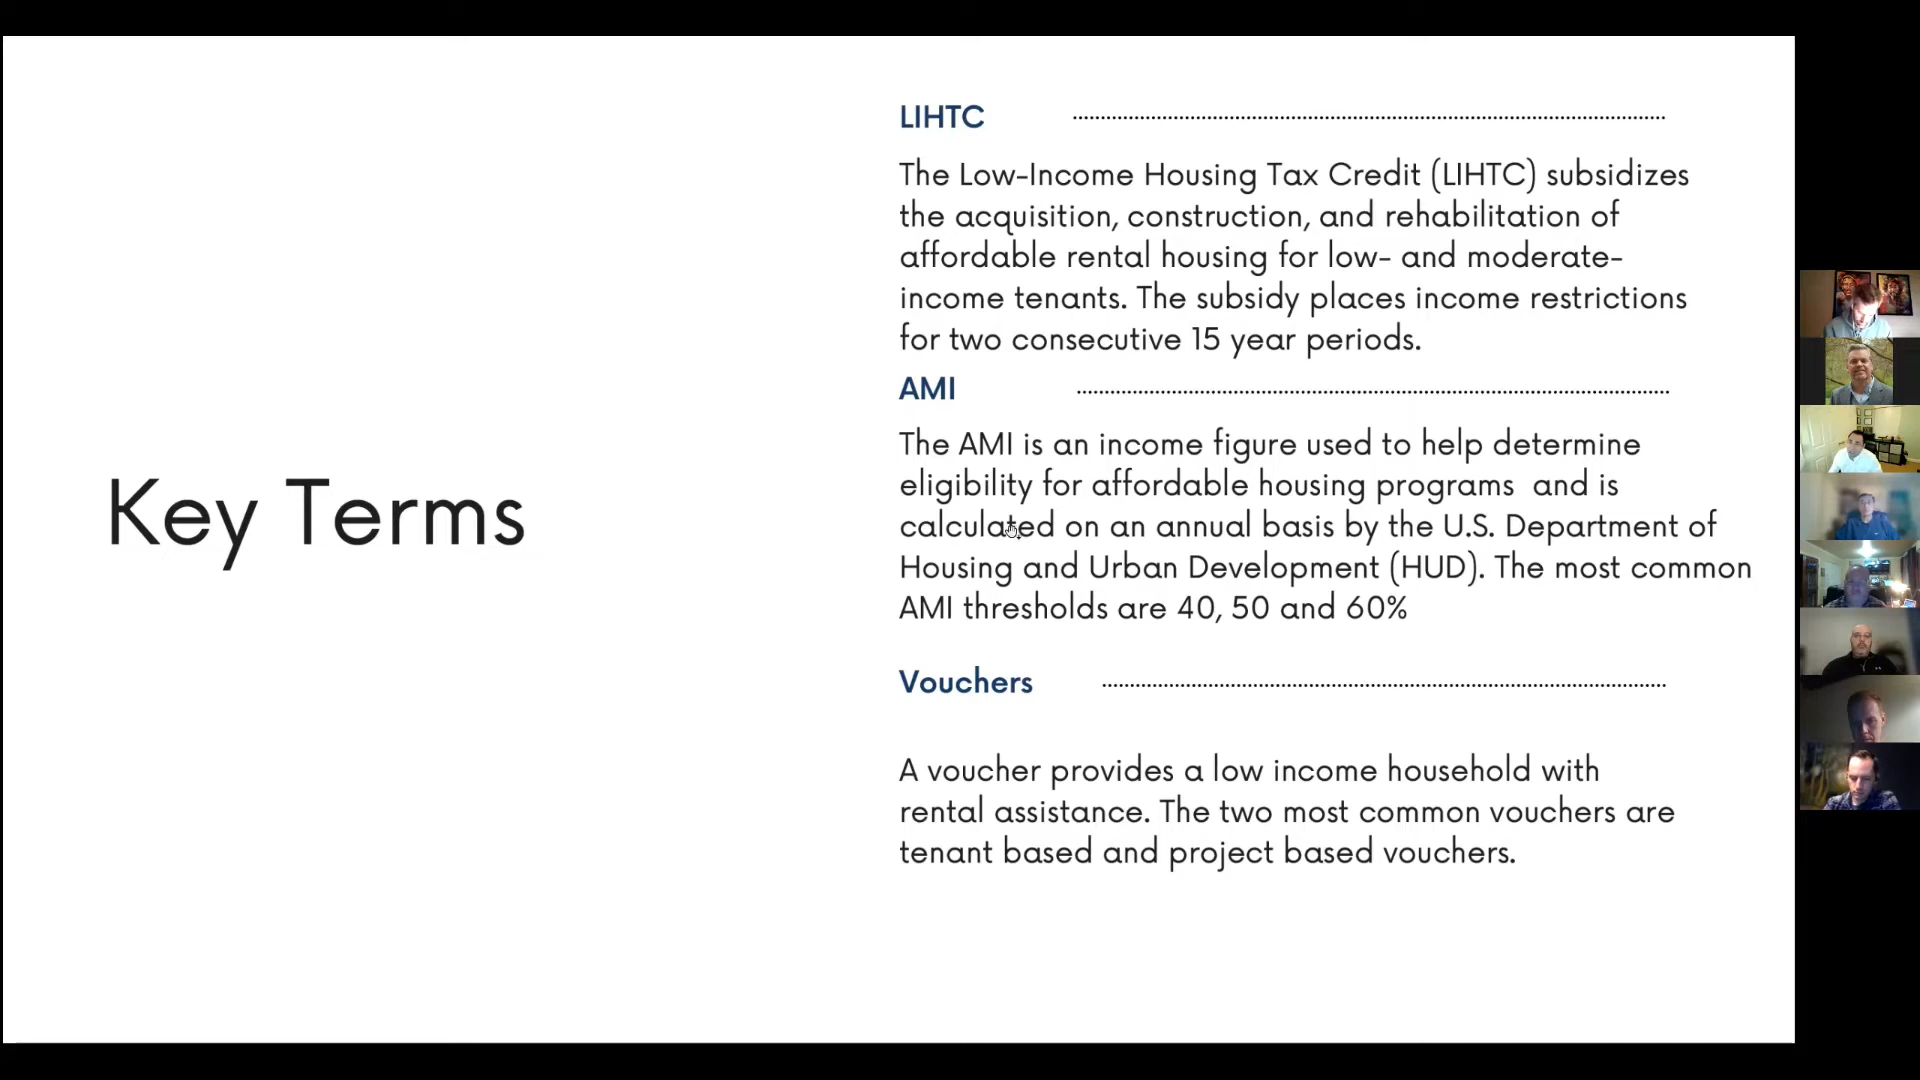 Key Terms
LIHTC
The Low-Income Housing Tax Credit (LIHTC) subsidizes
the acquisition, construction, and rehabilitation of
affordable rental housing for low- and moderate-
income tenants. The subsidy places income restrictions
for two consecutive 15 year periods.
AMI
The AMI is an income figure used to help determine
eligibility for affordable housing programs  and is
calculated on an annual basis by the U.S. Department of
Housing and Urban Development (HUD). The most common
AMI thresholds are 40, 50 and 60%
Vouchers
A voucher provides a low income household with
rental assistance. The two most common vouchers are
tenant based and project based vouchers.